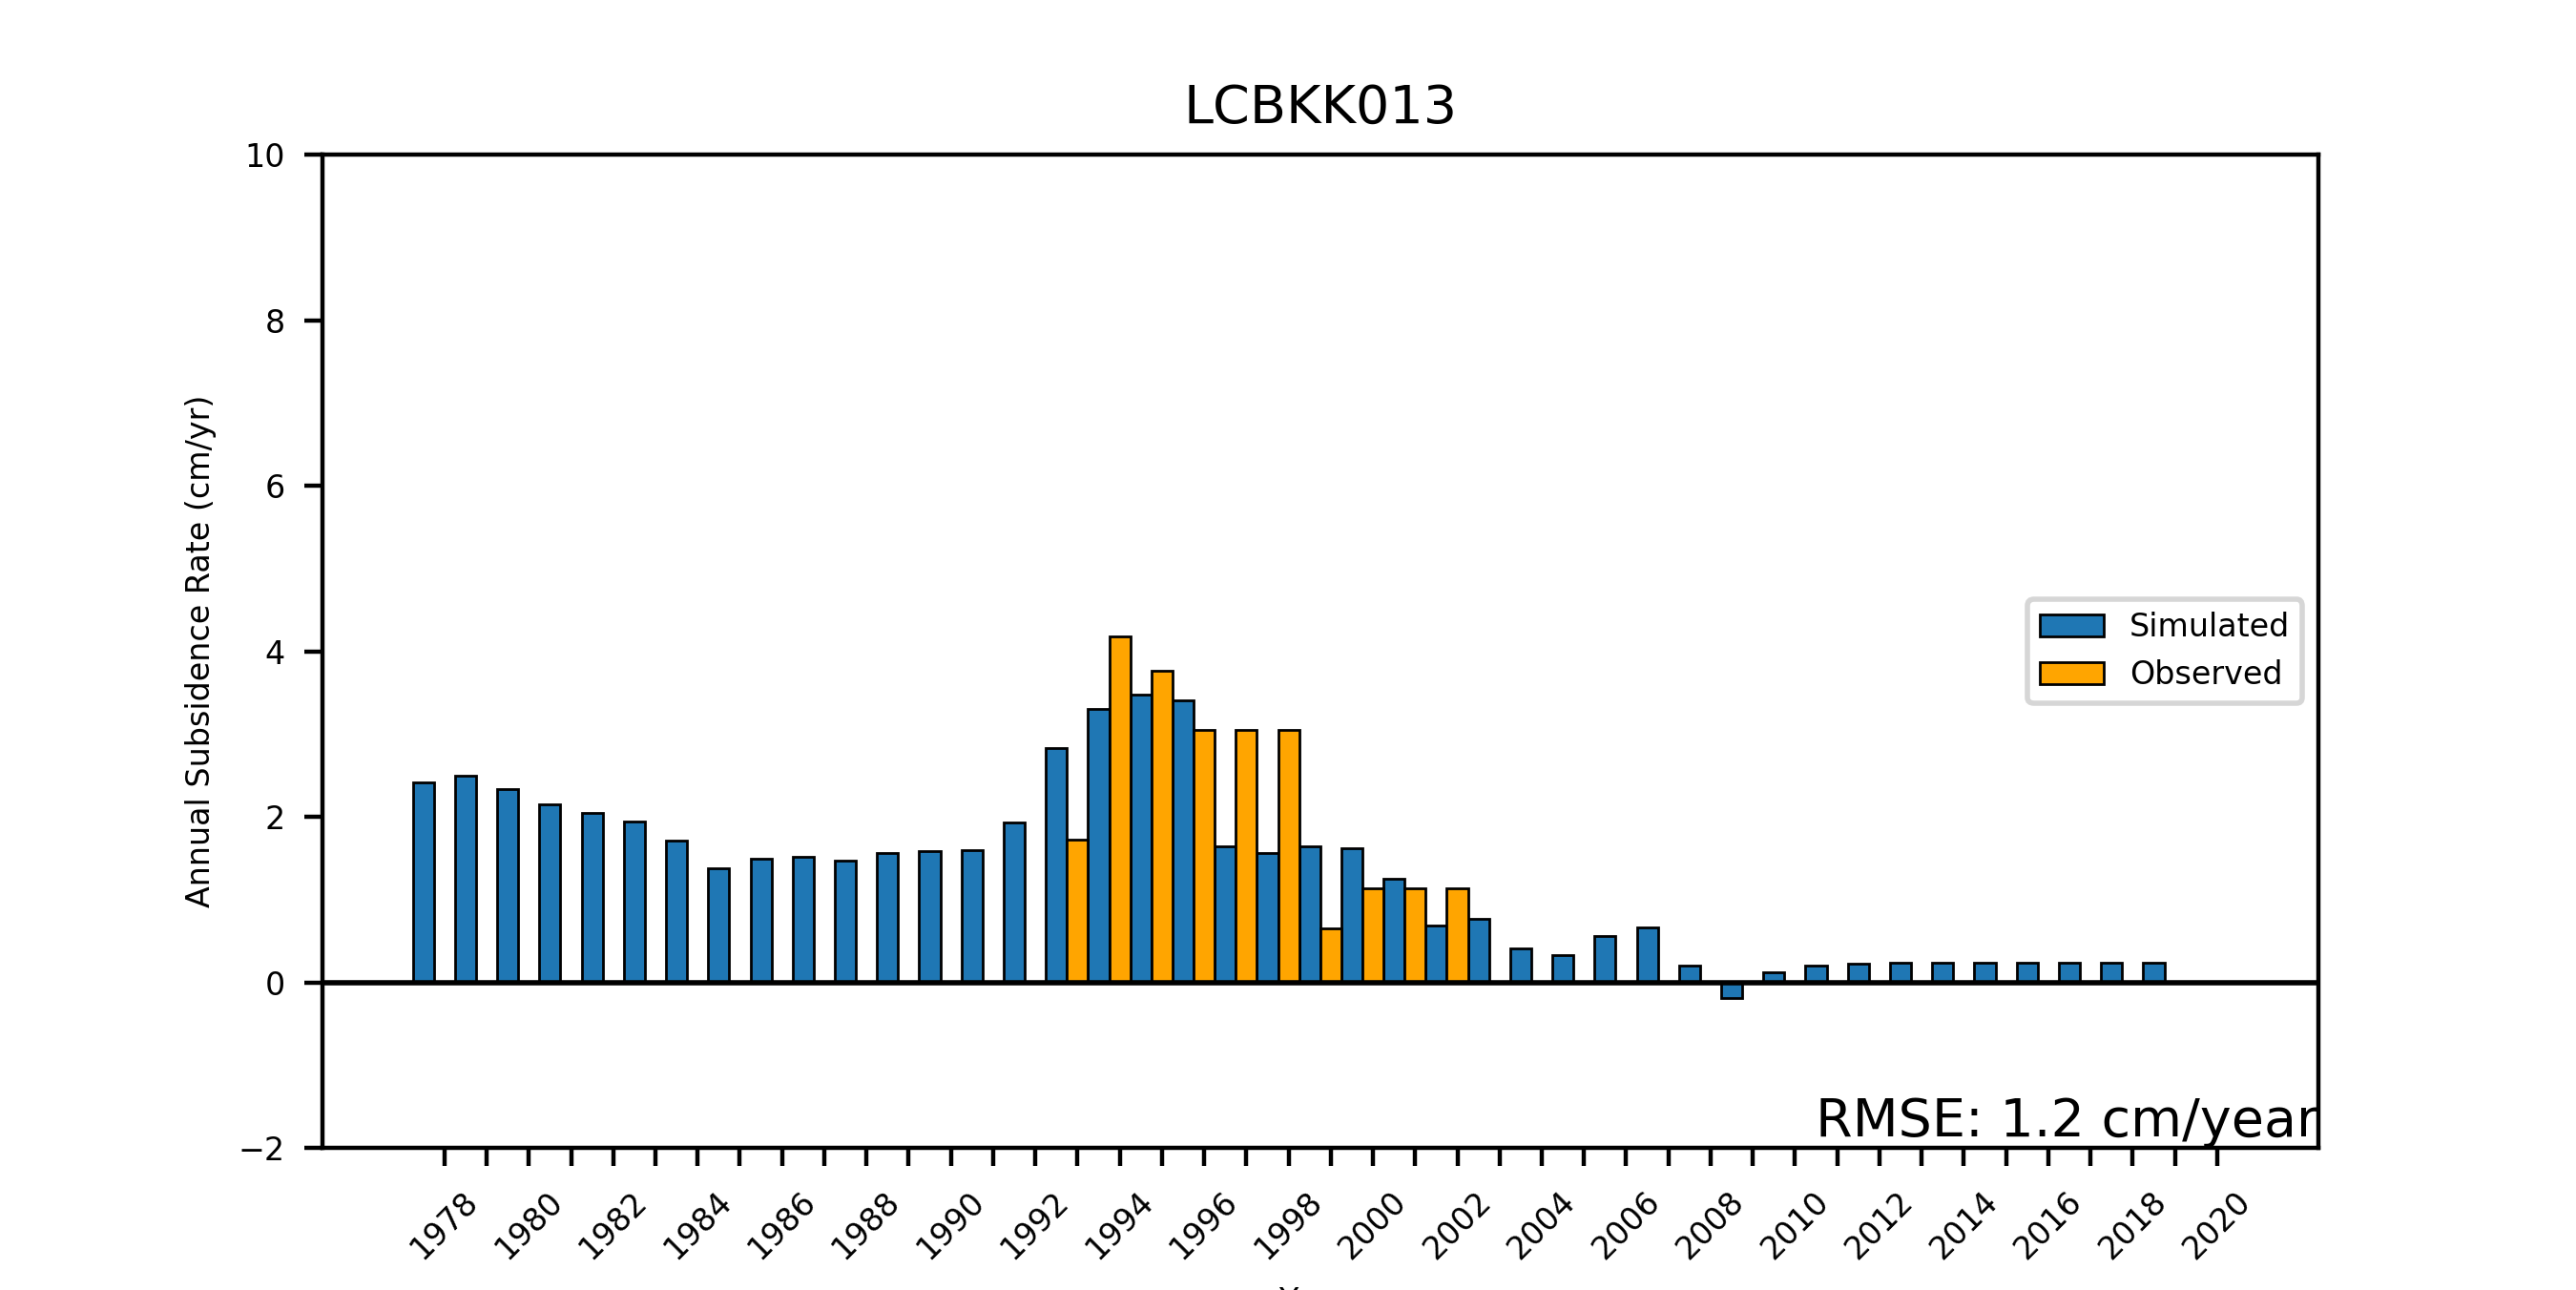 LCBKK013
10
8
6
4
2
0
−2
Annual Subsidence Rate (cm/yr)
Simulated
Observed
RMSE: 1.2 cm/year
1978 1980 1982 1984 1986 1988 1990 1992 1994 1996 1998 2000 2002 2004 2006 2008 2010 2012 2014 2016 2018 2020